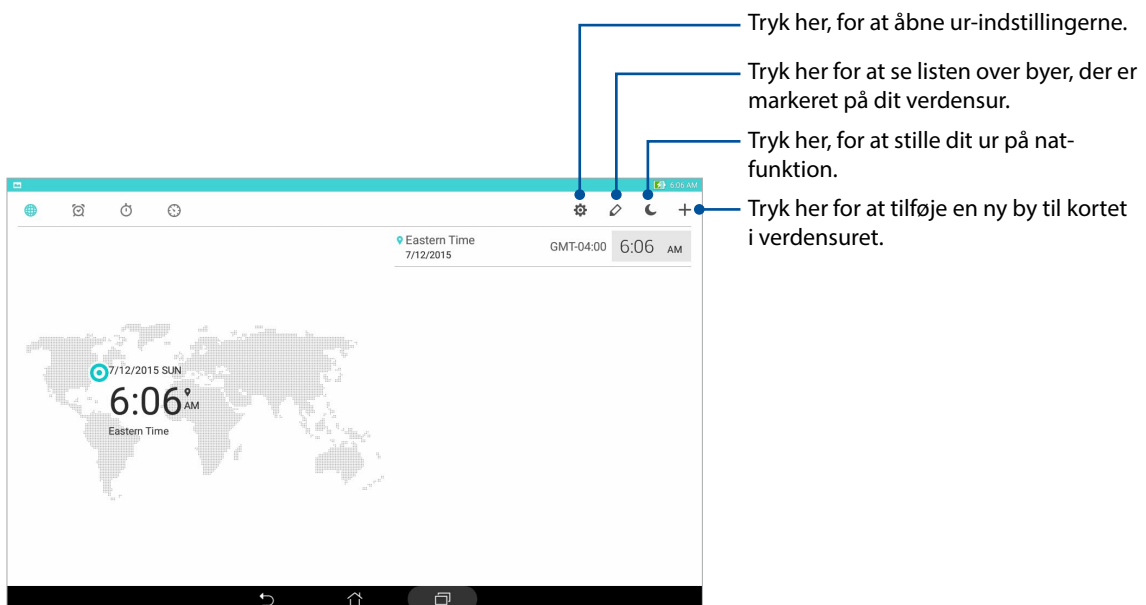 Tryk her, for at åbne ur-indstillingerne.
Tryk her for at se listen over byer, der er
markeret på dit verdensur.
Tryk her, for at stille dit ur på nat-
funktion.
Tryk her for at tilføje en ny by til kortet
i verdensuret.
6:06 AM
Eastern Time
7/12/2015
GMT-04:00 6:06 AM
7/12/2015 SUN
6:06 AM
Eastern Time